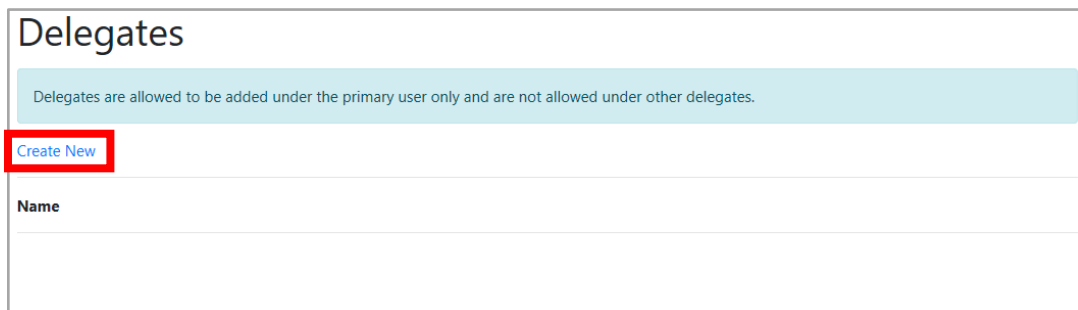 Delegates
Delegates are allowed to be added under the primary user only and are not allowed under other delegates.
Create New
Name